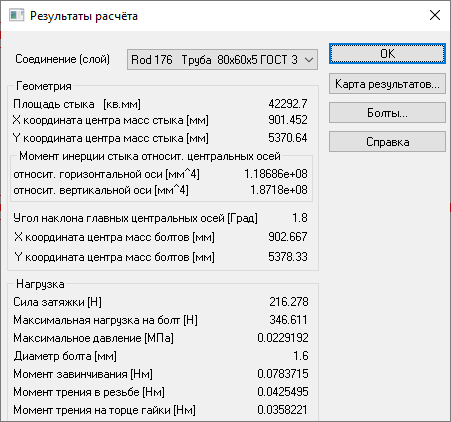 Результаты расчёта
Соединение (слой) Rod 176 Труба 80x60x5 ГОСТ 3
OK
Карта результатов...
Болты...
Справка
Геометрия
Площадь стыка [кв.мм] 42292.7
X координата центра масс стыка [мм] 901.452
Y координата центра масс стыка [мм] 5370.64
Момент инерции стыка относит. центральных осей
относит. горизонтальной оси [мм^4] 1.18686e+08
относит. вертикальной оси [мм^4] 1.8718e+08
Угол наклона главных центральных осей [Град] 1.8
X координата центра масс болтов [мм] 902.667
Y координата центра масс болтов [мм] 5378.33
Нагрузка
Сила затяжки [Н] 216.278
Максимальная нагрузка на болт [Н] 346.611
Максимальное давление [МПа] 0.0229192
Диаметр болта [мм] 1.6
Момент завинчивания [Нм] 0.0783715
Момент трения в резьбе [Нм] 0.0425495
Момент трения на торце гайки [Нм] 0.0358221